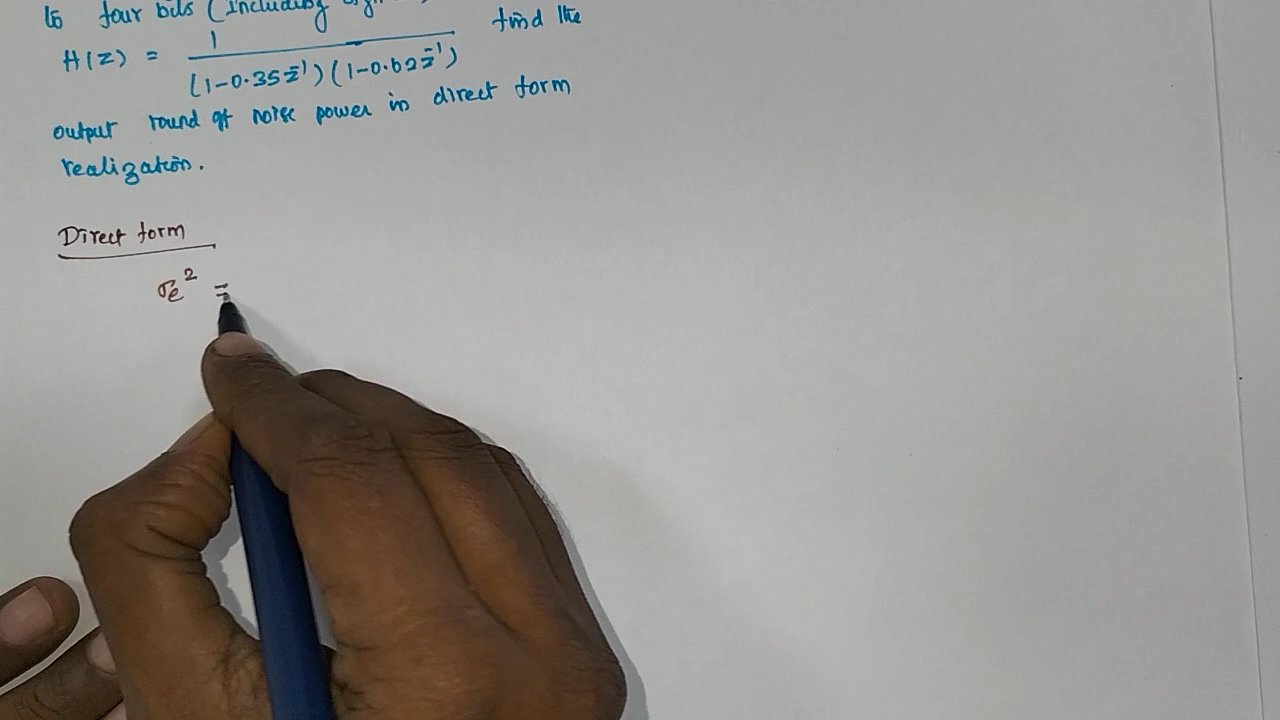 to four bits (Including
H(z) = 1 / (1-0.35z⁻¹)(1-0.62z⁻¹) find the
output round off noise power in direct form
realization.
Direct form
σe² =